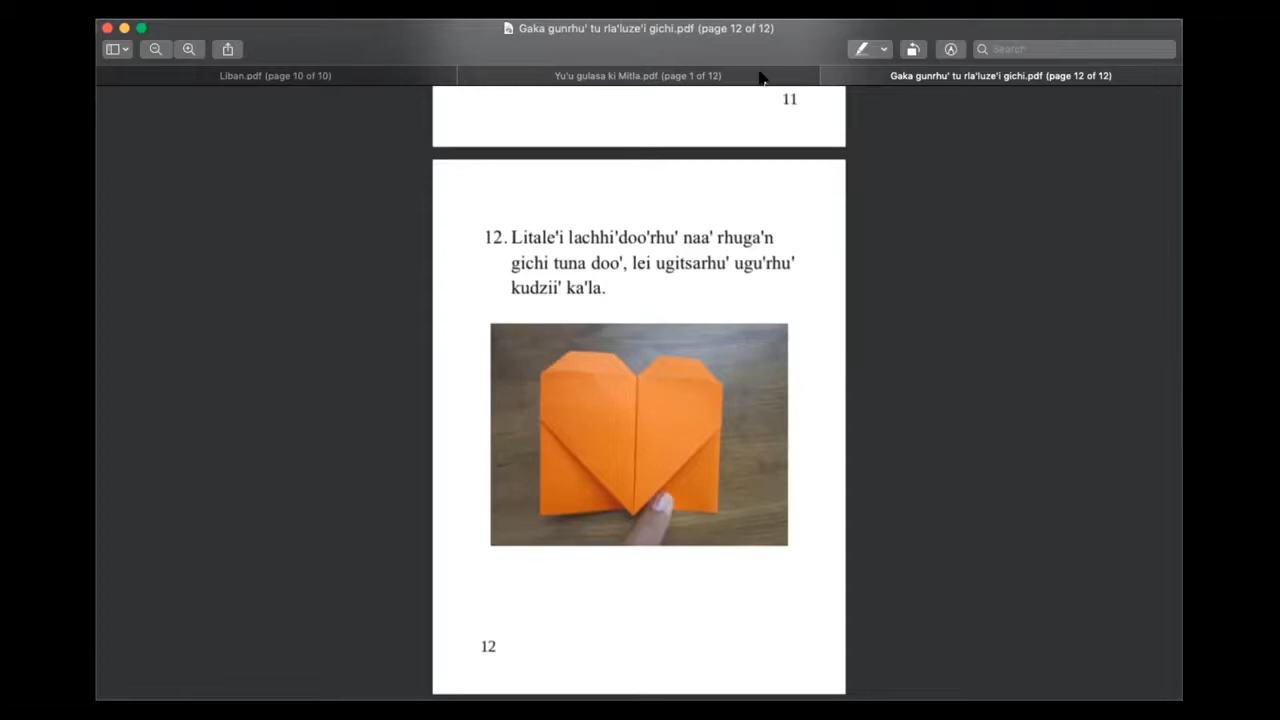 Gaka gunrhu' tu rla'luze'i gichi.pdf (page 12 of 12)
Search
Liban.pdf (page 10 of 10)
Yu'u gulasa ki Mitla.pdf (page 1 of 12)
Gaka gunrhu' tu rla'luze'i gichi.pdf (page 12 of 12)
11
12. Litale'i lachhi'doo'rhu' naa' rhuga'n
gichi tuna doo', lei ugitsarhu' ugu'rhu'
kudzii' ka'la.
12